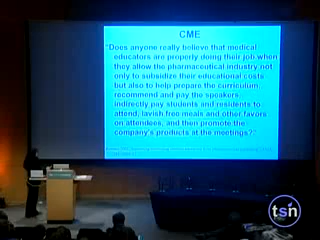 CME
"Does anyone really believe that medical
educators are properly doing their job when
they allow the pharmaceutical industry not
only to subsidize their educational costs
but also to help prepare the curriculum,
recommend and pay the speakers,
indirectly pay students and residents to
attend, lavish free meals and other favors
on attendees, and then promote the
company's products at the meetings?"
tsn